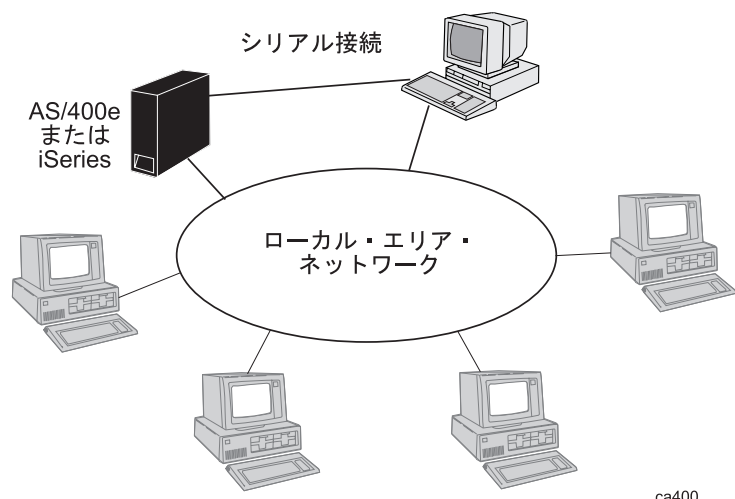 シリアル接続
AS/400e
または
iSeries
ローカル・エリア・
ネットワーク
ca400